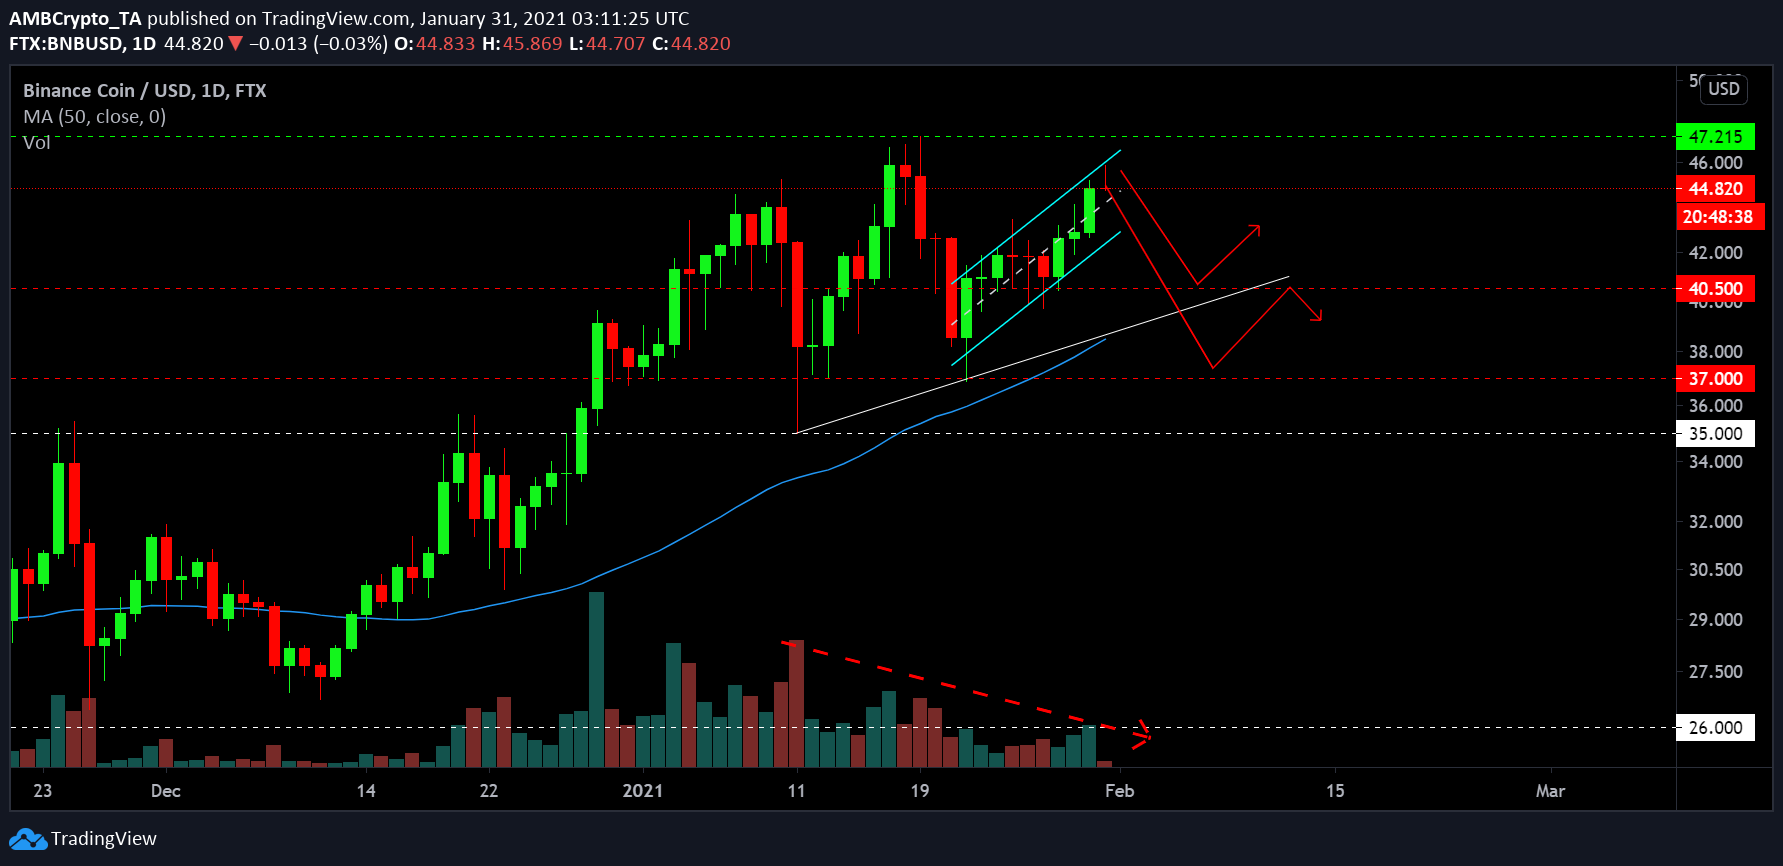 AMBCrypto_TA published on TradingView.com, January 31, 2021 03:11:25 UTC
FTX:BNBUSD, 1D 44.820 ▼ −0.013 (−0.03%) O:44.833 H:45.869 L:44.707 C:44.820
Binance Coin / USD, 1D, FTX
MA (50, close, 0)
Vol
USD
47.215
46.000
44.820
20:48:38
42.000
40.500
40.000
38.000
37.000
36.000
35.000
34.000
32.000
30.500
29.000
27.500
26.000
23 Dec 14 22 2021 11 19 Feb 15 Mar
TradingView